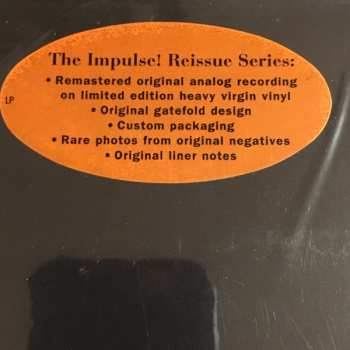 The Impulse! Reissue Series:
• Remastered original analog recording
on limited edition heavy virgin vinyl
• Original gatefold design
• Custom packaging
• Rare photos from original negatives
• Original liner notes
LP